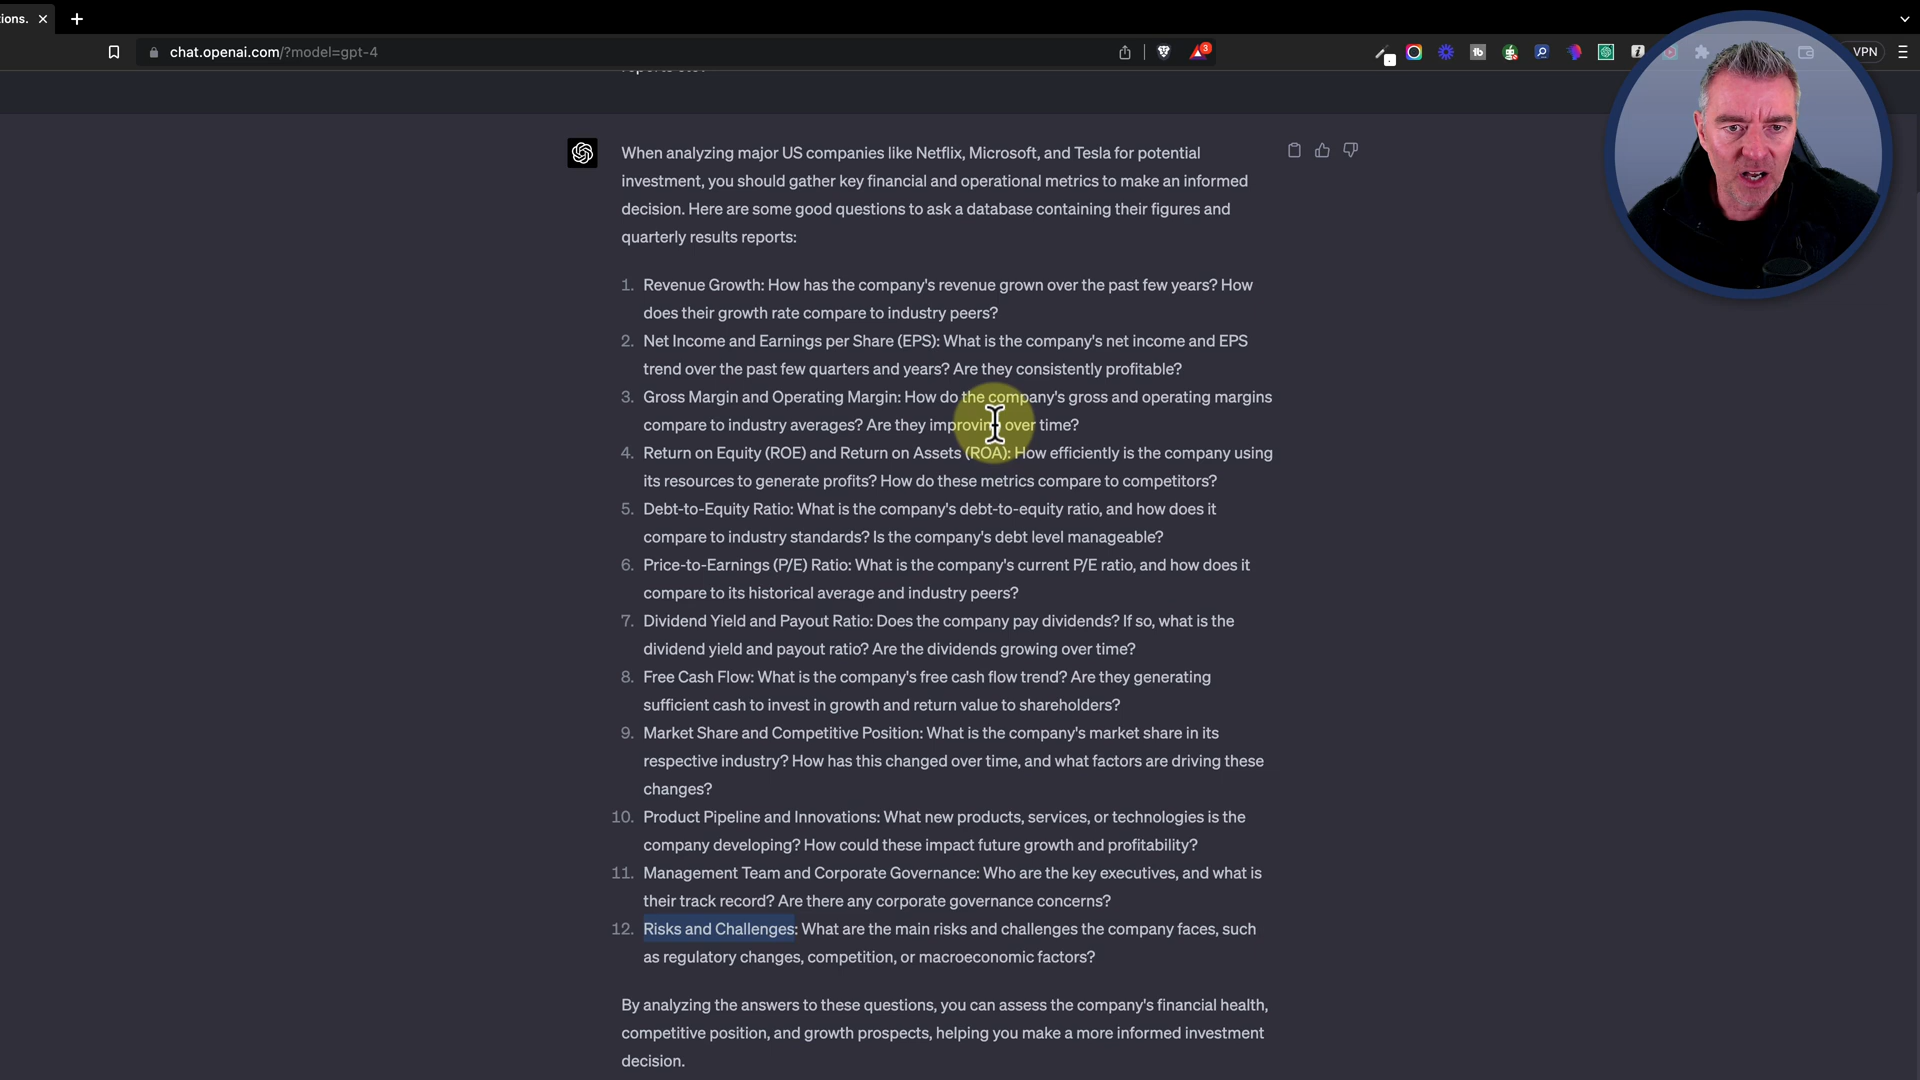 ions.
chat.openai.com/?model=gpt-4
3
VPN
When analyzing major US companies like Netflix, Microsoft, and Tesla for potential
investment, you should gather key financial and operational metrics to make an informed
decision. Here are some good questions to ask a database containing their figures and
quarterly results reports:
1. Revenue Growth: How has the company's revenue grown over the past few years? How
does their growth rate compare to industry peers?
2. Net Income and Earnings per Share (EPS): What is the company's net income and EPS
trend over the past few quarters and years? Are they consistently profitable?
3. Gross Margin and Operating Margin: How do the company's gross and operating margins
compare to industry averages? Are they improving over time?
4. Return on Equity (ROE) and Return on Assets (ROA): How efficiently is the company using
its resources to generate profits? How do these metrics compare to competitors?
5. Debt-to-Equity Ratio: What is the company's debt-to-equity ratio, and how does it
compare to industry standards? Is the company's debt level manageable?
6. Price-to-Earnings (P/E) Ratio: What is the company's current P/E ratio, and how does it
compare to its historical average and industry peers?
7. Dividend Yield and Payout Ratio: Does the company pay dividends? If so, what is the
dividend yield and payout ratio? Are the dividends growing over time?
8. Free Cash Flow: What is the company's free cash flow trend? Are they generating
sufficient cash to invest in growth and return value to shareholders?
9. Market Share and Competitive Position: What is the company's market share in its
respective industry? How has this changed over time, and what factors are driving these
changes?
10. Product Pipeline and Innovations: What new products, services, or technologies is the
company developing? How could these impact future growth and profitability?
11. Management Team and Corporate Governance: Who are the key executives, and what is
their track record? Are there any corporate governance concerns?
12. Risks and Challenges: What are the main risks and challenges the company faces, such
as regulatory changes, competition, or macroeconomic factors?
By analyzing the answers to these questions, you can assess the company's financial health,
competitive position, and growth prospects, helping you make a more informed investment
decision.